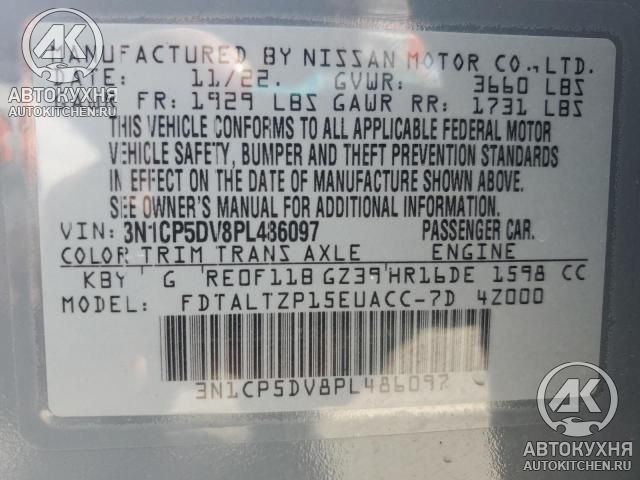 MANUFACTURED BY NISSAN MOTOR CO., LTD.
DATE: 11/22. GVWR: 3660 LBS
GAWR FR: 1929 LBS GAWR RR: 1731 LBS
THIS VEHICLE CONFORMS TO ALL APPLICABLE FEDERAL MOTOR
VEHICLE SAFETY, BUMPER AND THEFT PREVENTION STANDARDS
IN EFFECT ON THE DATE OF MANUFACTURE SHOWN ABOVE.
SEE OWNER'S MANUAL FOR ADDITIONAL INFORMATION.
VIN: 3N1CP5DV8PL486097 PASSENGER CAR.
COLOR TRIM TRANS AXLE ENGINE
KBY G RE0F11B GZ39 HR16DE 1598 CC
MODEL: FDTALTZP15EUACC-7D 4Z000
3N1CP5DV8PL486097
АК
АВТОКУХНЯ
AUTOKITCHEN.RU
АК
АВТОКУХНЯ
AUTOKITCHEN.RU